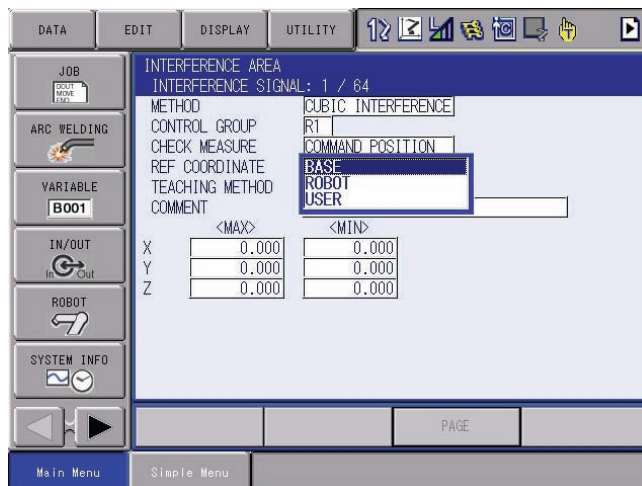 DATA EDIT DISPLAY UTILITY
JOB
DOUT
MOVE
END
ARC WELDING
VARIABLE
B001
IN/OUT
In Out
ROBOT
SYSTEM INFO
INTERFERENCE AREA
INTERFERENCE SIGNAL: 1 / 64
METHOD CUBIC INTERFERENCE
CONTROL GROUP R1
CHECK MEASURE COMMAND POSITION
REF COORDINATE BASE
TEACHING METHOD ROBOT
COMMENT USER
<MAX> <MIN>
X 0.000 0.000
Y 0.000 0.000
Z 0.000 0.000
PAGE
Main Menu Simple Menu